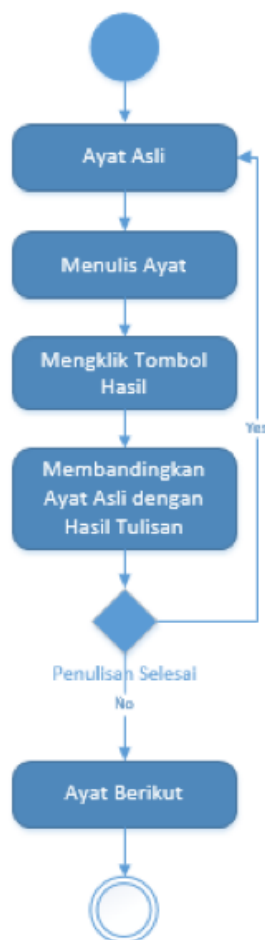 Ayat Asli
Menulis Ayat
Mengklik Tombol
Hasil
Yes
Membandingkan
Ayat Asli dengan
Hasil Tulisan
Penulisan Selesai
No
Ayat Berikut